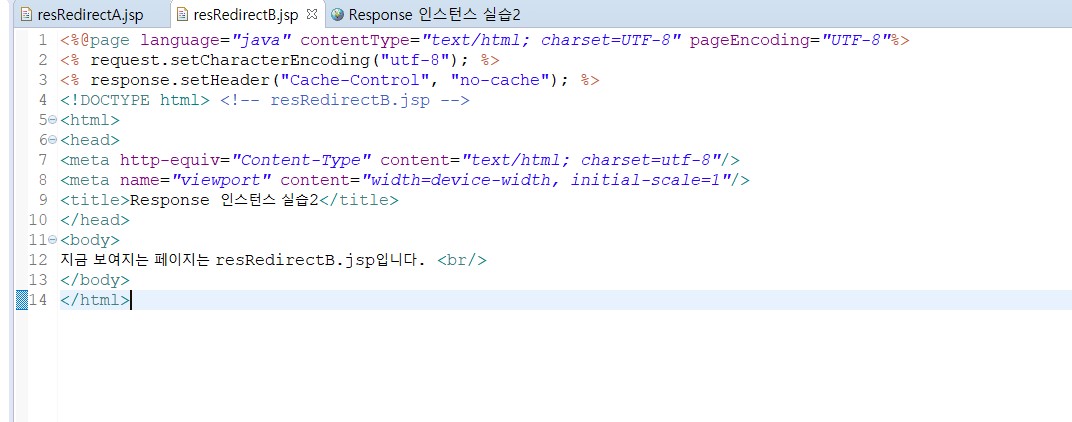 resRedirectA.jsp resRedirectB.jsp Response 인스턴스 실습2
1 <%@page language="java" contentType="text/html; charset=UTF-8" pageEncoding="UTF-8"%>
2 <% request.setCharacterEncoding("utf-8"); %>
3 <% response.setHeader("Cache-Control", "no-cache"); %>
4 <!DOCTYPE html> <!-- resRedirectB.jsp -->
5 <html>
6 <head>
7 <meta http-equiv="Content-Type" content="text/html; charset=utf-8"/>
8 <meta name="viewport" content="width=device-width, initial-scale=1"/>
9 <title>Response 인스턴스 실습2</title>
10 </head>
11 <body>
12 지금 보여지는 페이지는 resRedirectB.jsp입니다. <br/>
13 </body>
14 </html>